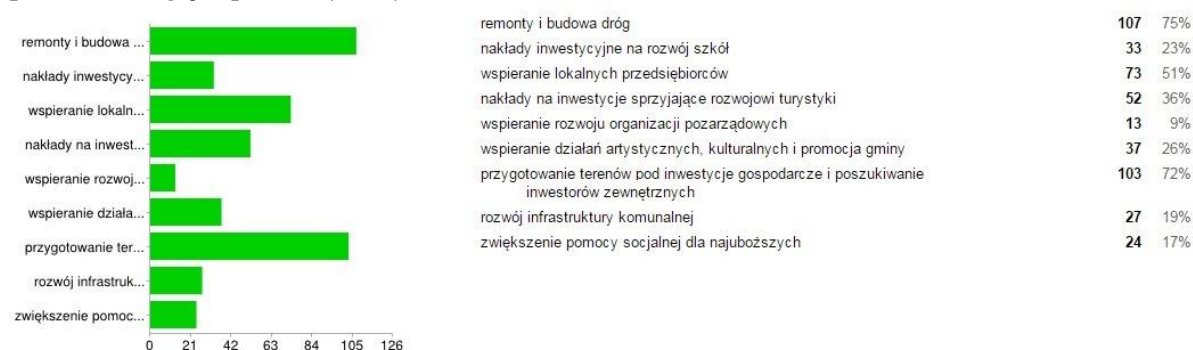 remonty i budowa ...
nakłady inwestycy...
wspieranie lokaln...
nakłady na inwest...
wspieranie rozwoj...
wspieranie działa...
przygotowanie ter...
rozwój infrastruk...
zwiększenie pomoc...
0 21 42 63 84 105 126
remonty i budowa dróg 107 75%
nakłady inwestycyjne na rozwój szkół 33 23%
wspieranie lokalnych przedsiębiorców 73 51%
nakłady na inwestycje sprzyjające rozwojowi turystyki 52 36%
wspieranie rozwoju organizacji pozarządowych 13 9%
wspieranie działań artystycznych, kulturalnych i promocja gminy 37 26%
przygotowanie terenów pod inwestycje gospodarcze i poszukiwanie 103 72%
inwestorów zewnętrznych
rozwój infrastruktury komunalnej 27 19%
zwiększenie pomocy socjalnej dla najuboższych 24 17%